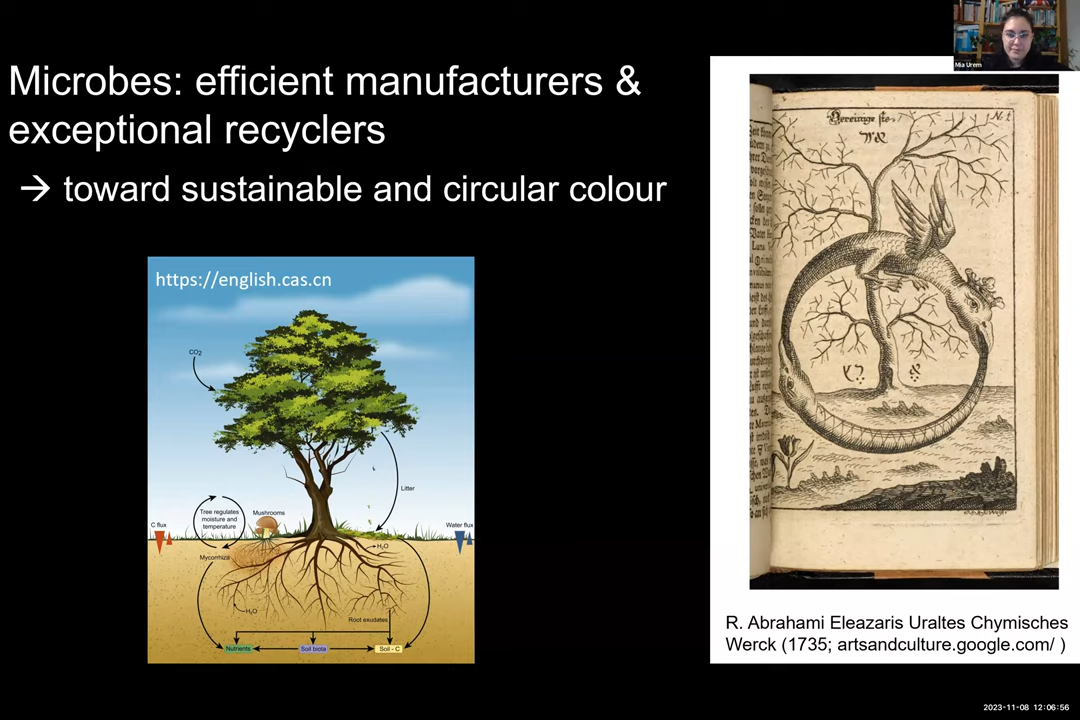 Mia Urem
Microbes: efficient manufacturers &
exceptional recyclers
→ toward sustainable and circular colour
https://english.cas.cn
CO2
Litter
Tree regulates
moisture and
temperature
Mushrooms
C flux
Water flux
Mycorrhiza
H2O
H2O
Root exudates
Nutrients
Soil biota
Soil - C
Vereinige sie
R. Abrahami Eleazaris Uraltes Chymisches
Werck (1735; artsandculture.google.com/ )
2023-11-08 12:06:56